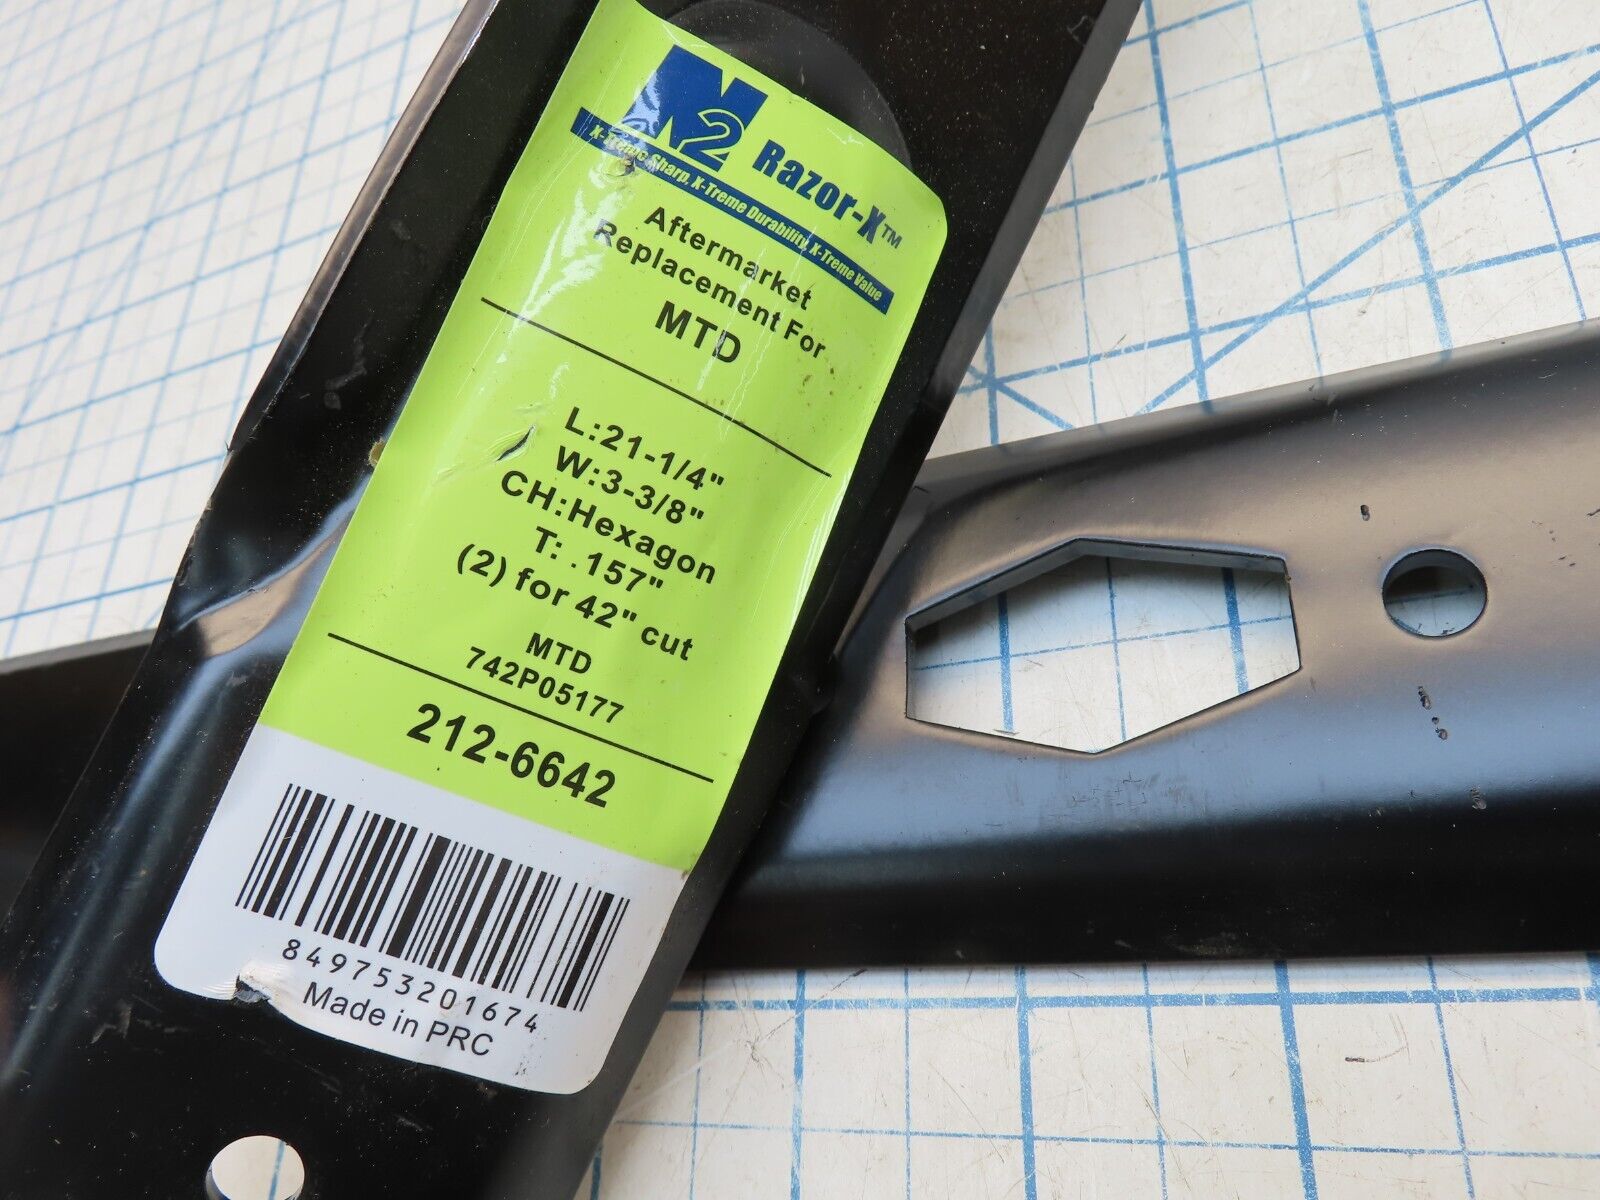 N2 Razor-X™
X-Treme Sharp, X-Treme Durability, X-Treme Value
Aftermarket
Replacement For
MTD
L:21-1/4"
W:3-3/8"
CH:Hexagon
T: .157"
(2) for 42" cut
MTD
742P05177
212-6642
849753201674
Made in PRC